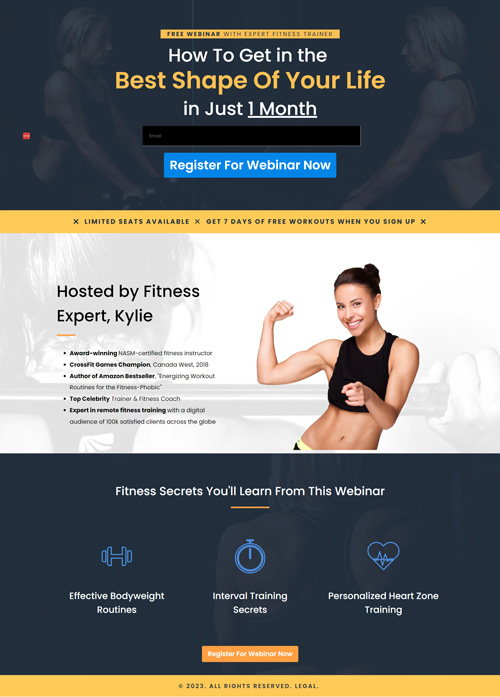 FREE WEBINAR WITH EXPERT FITNESS TRAINER
How To Get in the
Best Shape Of Your Life
in Just 1 Month
Email
Register For Webinar Now
LIMITED SEATS AVAILABLE GET 7 DAYS OF FREE WORKOUTS WHEN YOU SIGN UP
Hosted by Fitness
Expert, Kylie
Award-winning NASM-certified fitness instructor
CrossFit Games Champion, Canada West, 2018
Author of Amazon Bestseller, "Energizing Workout
Routines for the Fitness-Phobic"
Top Celebrity Trainer & Fitness Coach
Expert in remote fitness training with a digital
audience of 100k satisfied clients across the globe
Fitness Secrets You'll Learn From This Webinar
Effective Bodyweight
Routines
Interval Training
Secrets
Personalized Heart Zone
Training
Register For Webinar Now
© 2023. ALL RIGHTS RESERVED. LEGAL.